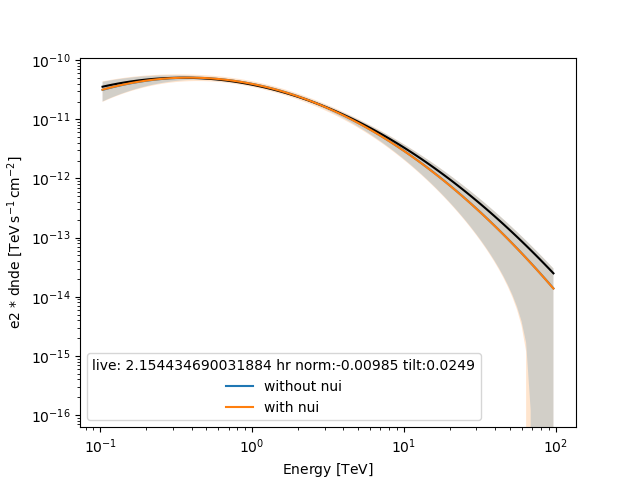 10⁻¹⁰
10⁻¹¹
10⁻¹²
10⁻¹³
10⁻¹⁴
10⁻¹⁵
10⁻¹⁶
e2 * dnde [TeV s⁻¹ cm⁻²]
live: 2.154434690031884 hr norm:-0.00985 tilt:0.0249
without nui
with nui
10⁻¹ 10⁰ 10¹ 10²
Energy [TeV]